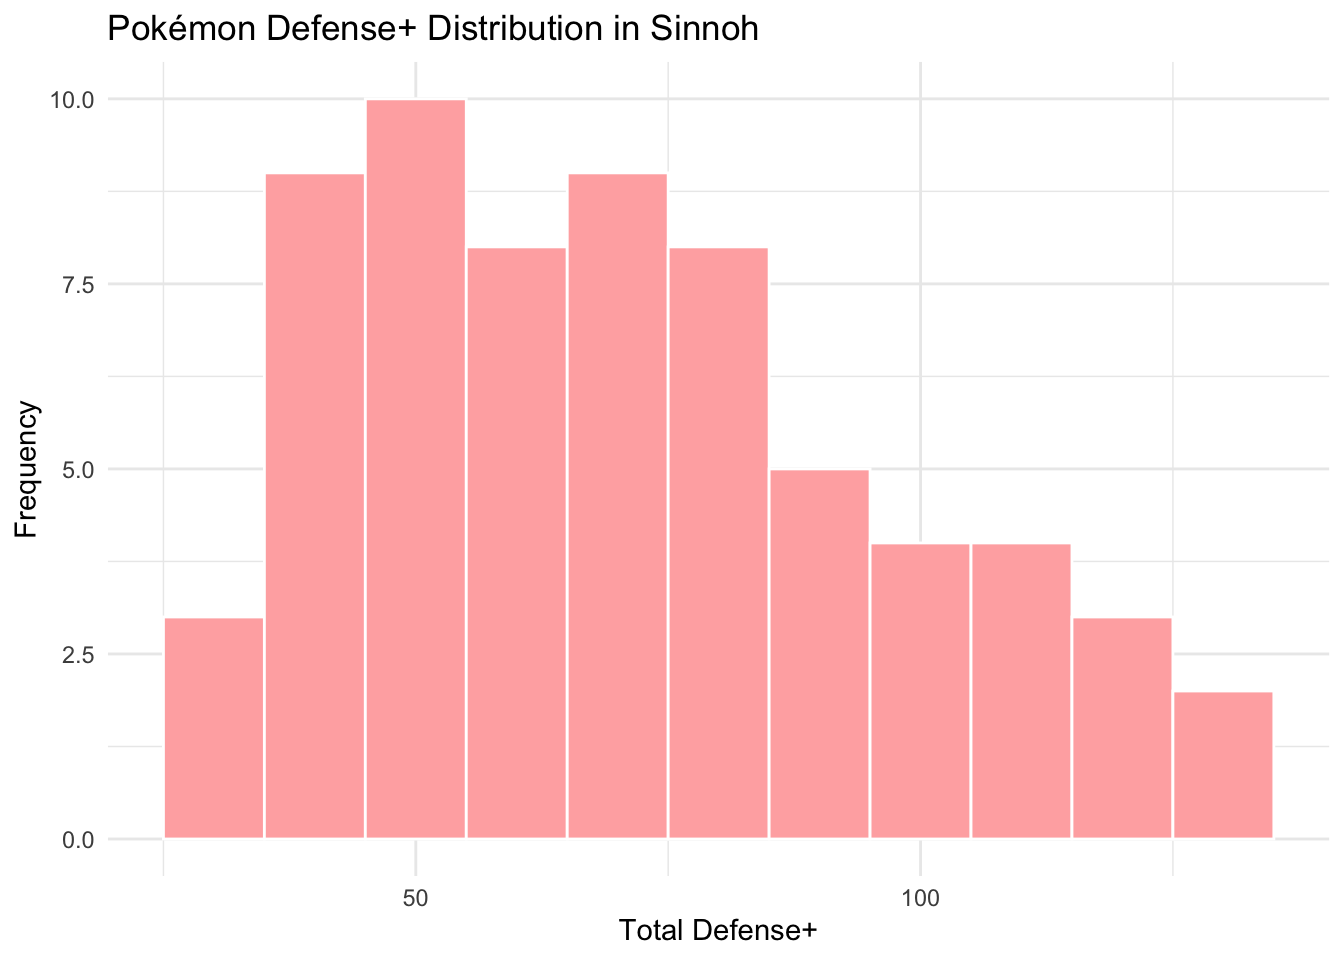 Pokémon Defense+ Distribution in Sinnoh
10.0
7.5
5.0
2.5
0.0
Frequency
50 100
Total Defense+